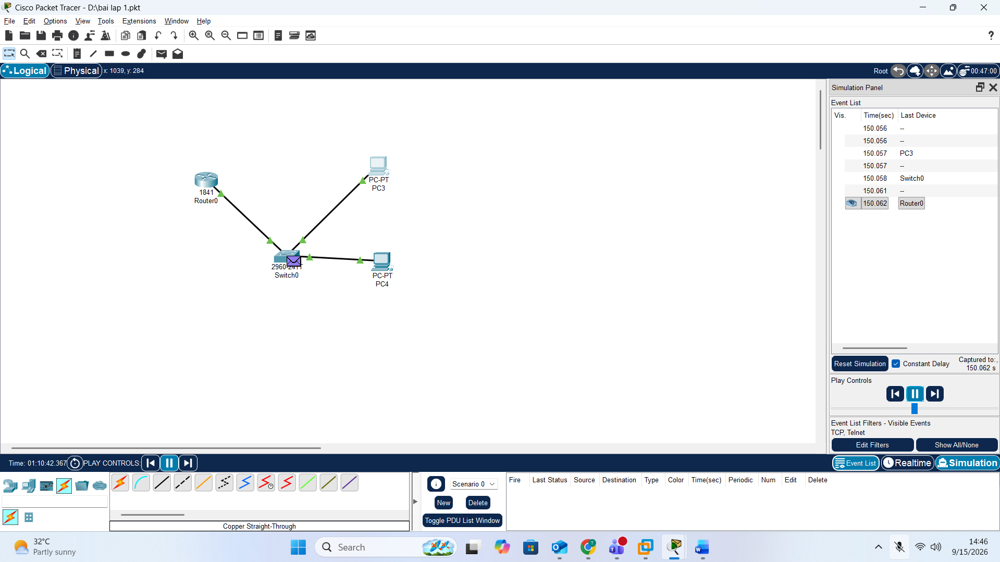 Cisco Packet Tracer - D:\bai lap 1.pkt
File Edit Options View Tools Extensions Window Help
?
Logical Physical x: 1039, y: 284 Root 00:47:00
Simulation Panel
Event List
Vis. Time(sec) Last Device
150.056 --
150.056 --
150.057 PC3
150.057 --
150.058 Switch0
150.061 --
150.062 Router0
PC-PT
PC3
1841
Router0
2960-24TT
Switch0
PC-PT
PC4
Reset Simulation Constant Delay Captured to:
150.062 s
Play Controls
Event List Filters - Visible Events
TCP, Telnet
Edit Filters Show All/None
Time: 01:10:42.367 PLAY CONTROLS: Event List Realtime Simulation
Scenario 0
New Delete
Toggle PDU List Window
Fire Last Status Source Destination Type Color Time(sec) Periodic Num Edit Delete
Copper Straight-Through
32°C
Partly sunny
Search
14:46
9/15/2026